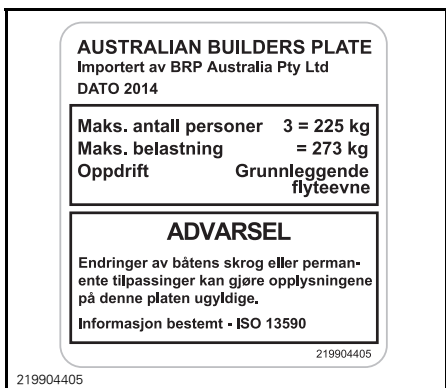 AUSTRALIAN BUILDERS PLATE
Importert av BRP Australia Pty Ltd
DATO 2014
Maks. antall personer 3 = 225 kg
Maks. belastning = 273 kg
Oppdrift Grunnleggende
flyteevne
ADVARSEL
Endringer av båtens skrog eller perman-
ente tilpassinger kan gjøre opplysningene
på denne platen ugyldige.
Informasjon bestemt - ISO 13590
219904405
219904405